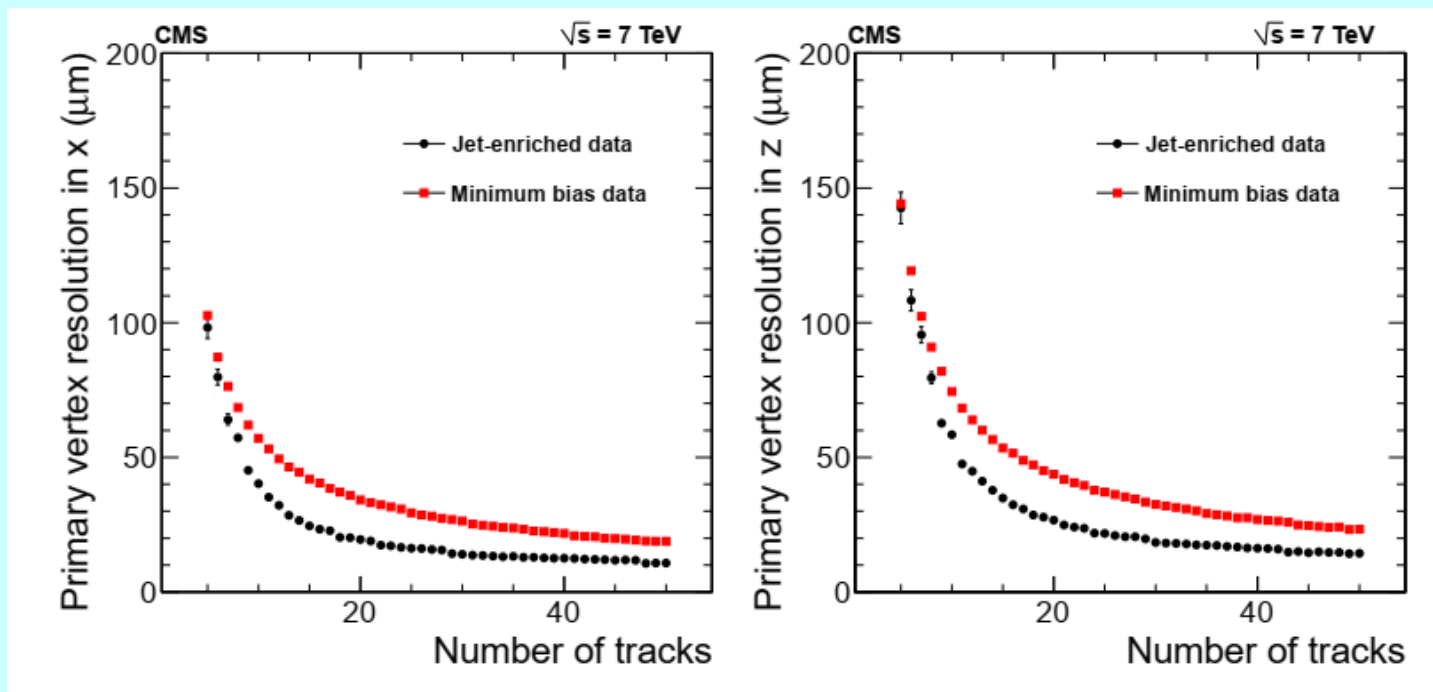 CMS √s = 7 TeV
Primary vertex resolution in x (μm)
200
150
100
50
0
Jet-enriched data
Minimum bias data
20 40
Number of tracks
CMS √s = 7 TeV
Primary vertex resolution in z (μm)
200
150
100
50
0
Jet-enriched data
Minimum bias data
20 40
Number of tracks